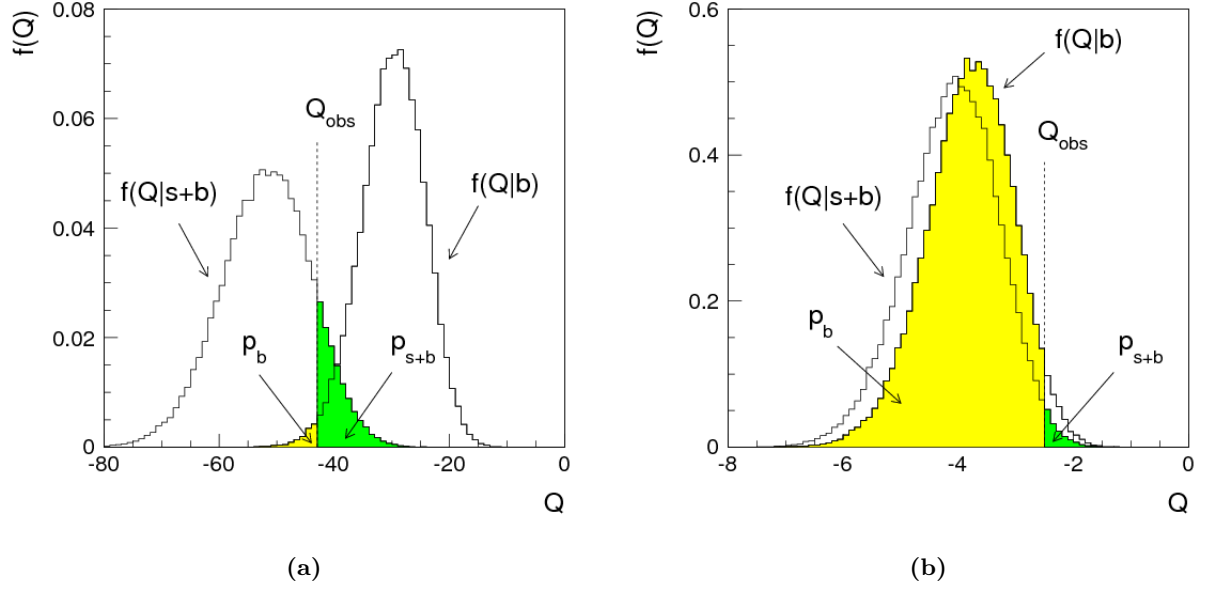 f(Q)
0.08
0.06
0.04
0.02
0
-80 -60 -40 -20 0
Q
Q_obs
f(Q|s+b)
f(Q|b)
p_b
p_s+b
(a)
f(Q)
0.6
0.4
0.2
0
-8 -6 -4 -2 0
Q
f(Q|b)
Q_obs
f(Q|s+b)
p_b
p_s+b
(b)